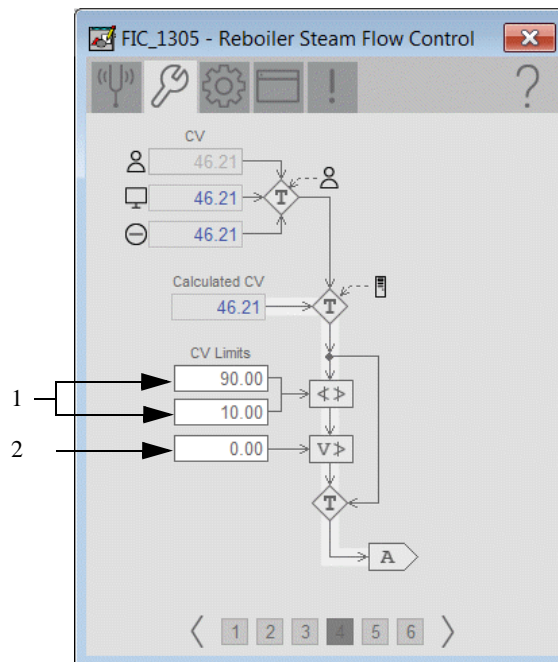 FIC_1305 - Reboiler Steam Flow Control
CV
46.21
46.21
T
46.21
Calculated CV
46.21
T
CV Limits
1
90.00
10.00
2
0.00
V
T
A
1 2 3 4 5 6